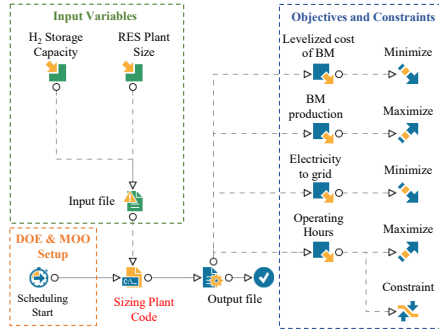 Input Variables
H2 Storage
Capacity
RES Plant
Size
Input file
DOE & MOO
Setup
Scheduling
Start
C:\_
Sizing Plant
Code
Output file
Objectives and Constraints
Levelized cost
of BM
Minimize
BM
production
Maximize
Electricity
to grid
Minimize
Operating
Hours
Maximize
Constraint